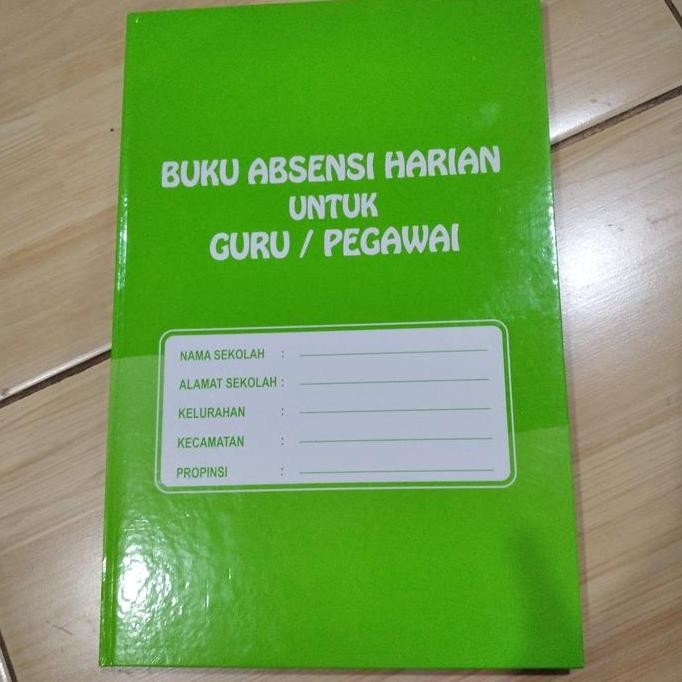 BUKU ABSENSI HARIAN
UNTUK
GURU / PEGAWAI
NAMA SEKOLAH :
ALAMAT SEKOLAH :
KELURAHAN :
KECAMATAN :
PROPINSI :